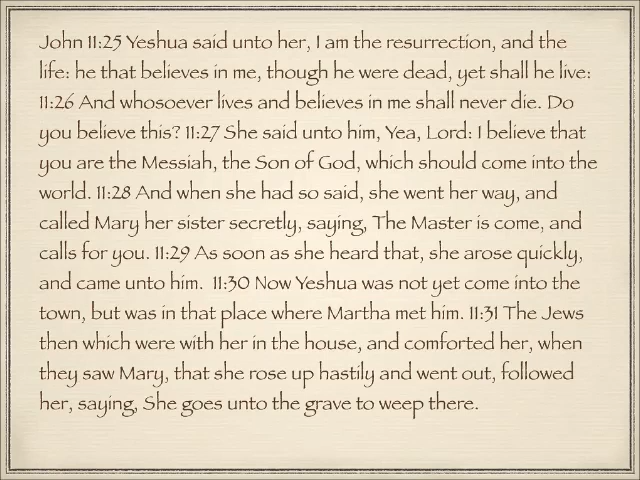 John 11:25 Yeshua said unto her, I am the resurrection, and the
life: he that believes in me, though he were dead, yet shall he live:
11:26 And whosoever lives and believes in me shall never die. Do
you believe this? 11:27 She said unto him, Yea, Lord: I believe that
you are the Messiah, the Son of God, which should come into the
world. 11:28 And when she had so said, she went her way, and
called Mary her sister secretly, saying, The Master is come, and
calls for you. 11:29 As soon as she heard that, she arose quickly,
and came unto him.  11:30 Now Yeshua was not yet come into the
town, but was in that place where Martha met him. 11:31 The Jews
then which were with her in the house, and comforted her, when
they saw Mary, that she rose up hastily and went out, followed
her, saying, She goes unto the grave to weep there.